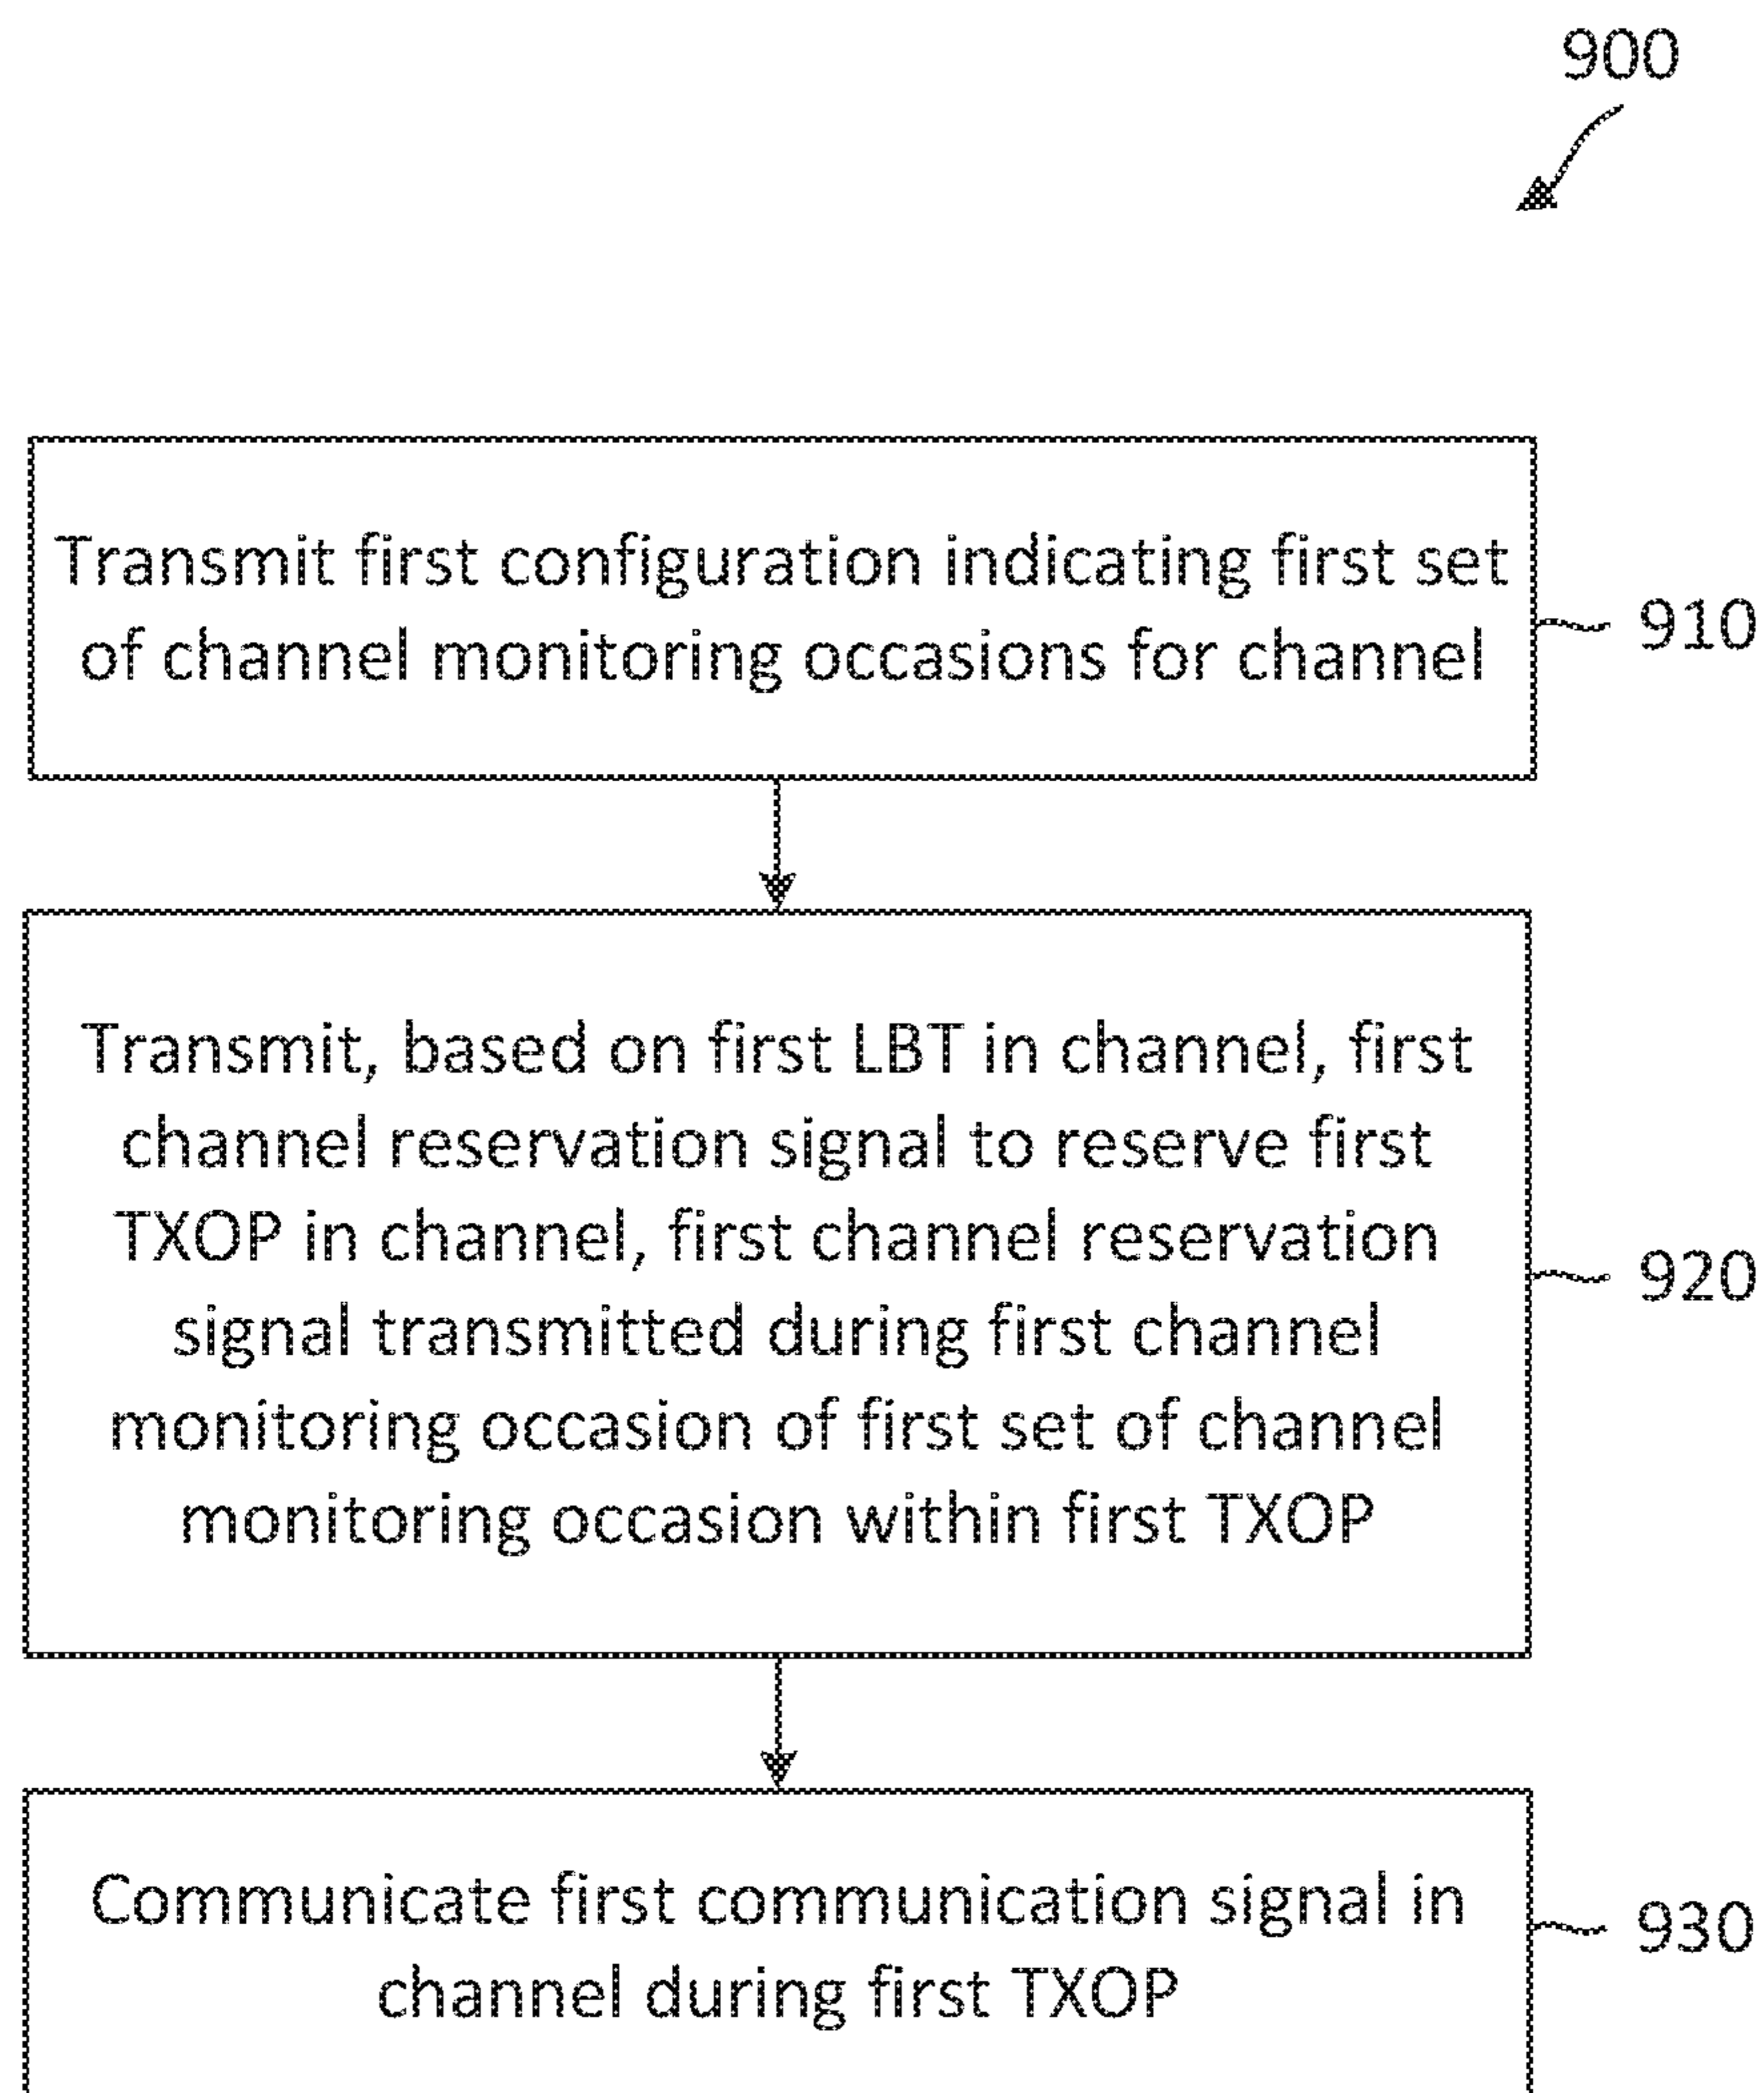 900
Transmit first configuration indicating first set
of channel monitoring occasions for channel
910
Transmit, based on first LBT in channel, first
channel reservation signal to reserve first
TXOP in channel, first channel reservation
signal transmitted during first channel
monitoring occasion of first set of channel
monitoring occasion within first TXOP
920
Communicate first communication signal in
channel during first TXOP
930